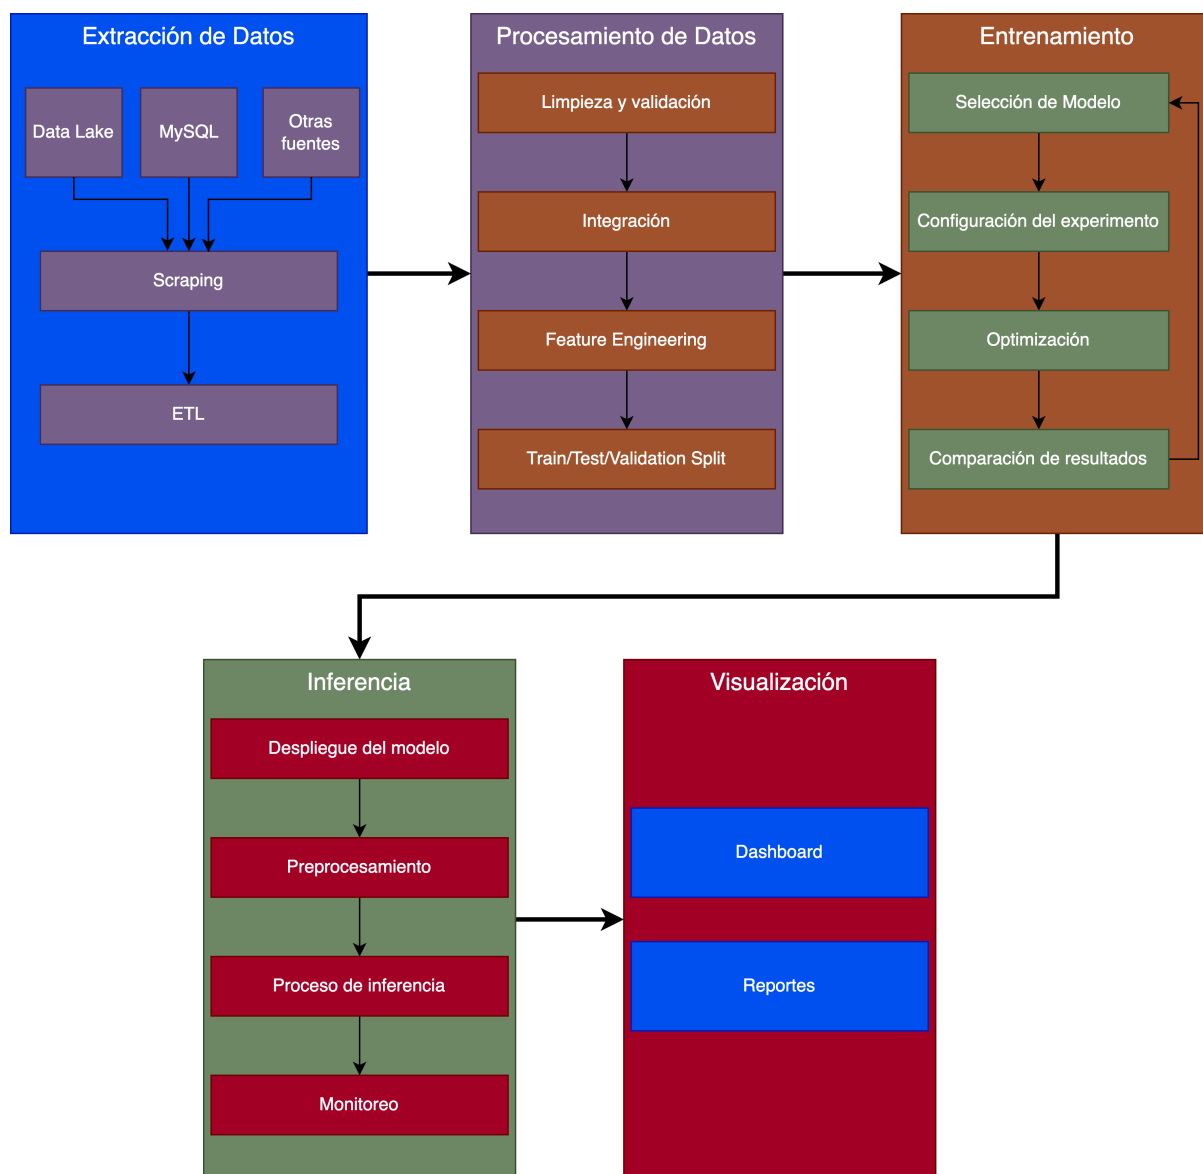 Extracción de Datos
Data Lake
MySQL
Otras
fuentes
Scraping
ETL
Procesamiento de Datos
Limpieza y validación
Integración
Feature Engineering
Train/Test/Validation Split
Entrenamiento
Selección de Modelo
Configuración del experimento
Optimización
Comparación de resultados
Inferencia
Despliegue del modelo
Preprocesamiento
Proceso de inferencia
Monitoreo
Visualización
Dashboard
Reportes